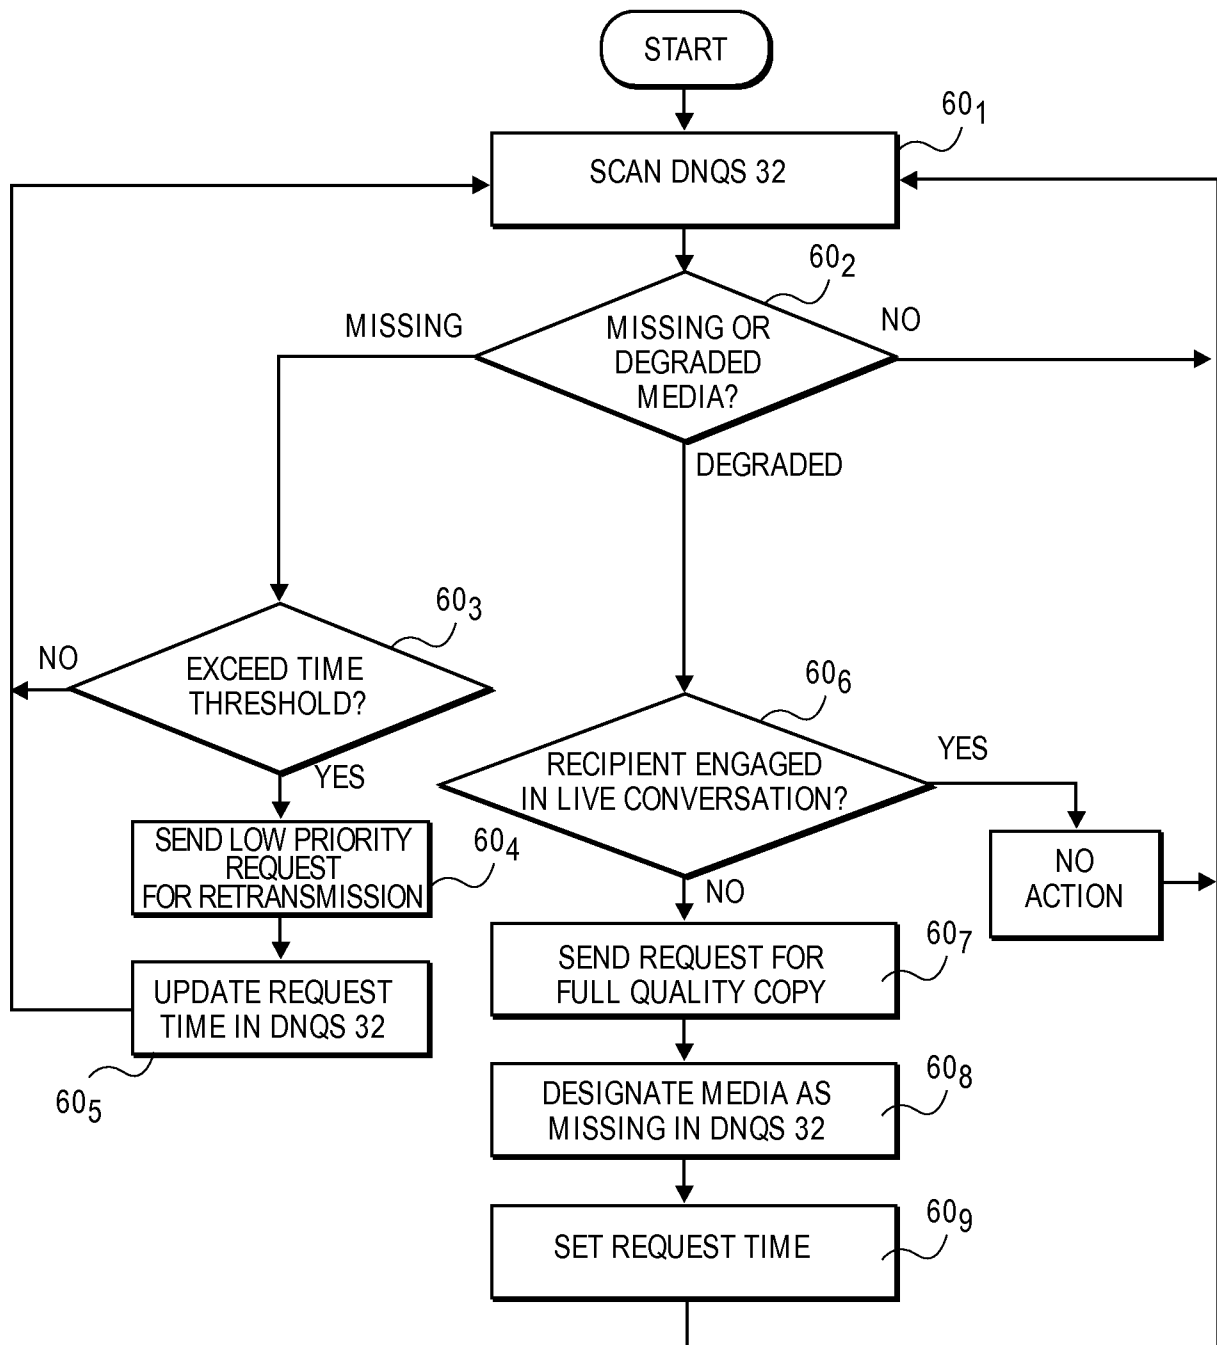 START
60₁
SCAN DNQS 32
60₂
MISSING
MISSING OR
DEGRADED
MEDIA?
NO
DEGRADED
60₃
NO
EXCEED TIME
THRESHOLD?
YES
60₆
RECIPIENT ENGAGED
IN LIVE CONVERSATION?
YES
SEND LOW PRIORITY
REQUEST
FOR RETRANSMISSION
60₄
NO
ACTION
NO
60₇
SEND REQUEST FOR
FULL QUALITY COPY
UPDATE REQUEST
TIME IN DNQS 32
60₅
60₈
DESIGNATE MEDIA AS
MISSING IN DNQS 32
60₉
SET REQUEST TIME